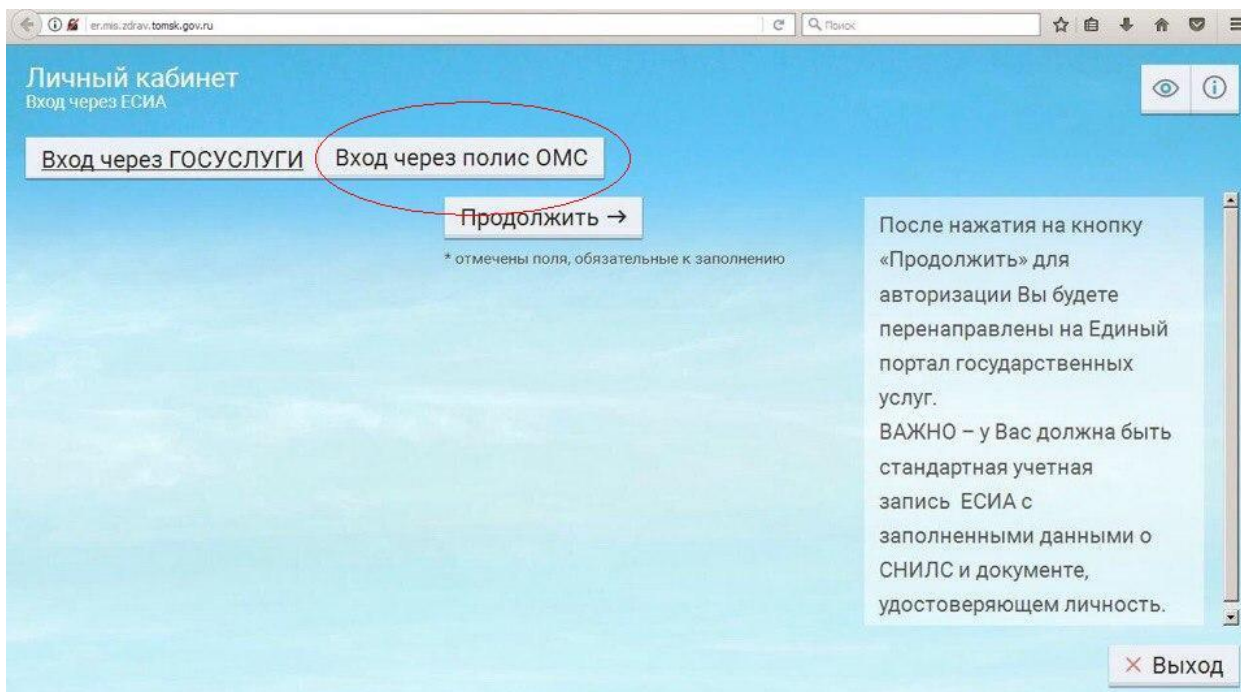 er.mis.zdrav.tomsk.gov.ru
Поиск
Личный кабинет
Вход через ЕСИА
Вход через ГОСУСЛУГИ
Вход через полис ОМС
Продолжить →
* отмечены поля, обязательные к заполнению
После нажатия на кнопку
«Продолжить» для
авторизации Вы будете
перенаправлены на Единый
портал государственных
услуг.
ВАЖНО – у Вас должна быть
стандартная учетная
запись ЕСИА с
заполненными данными о
СНИЛС и документе,
удостоверяющем личность.
Выход